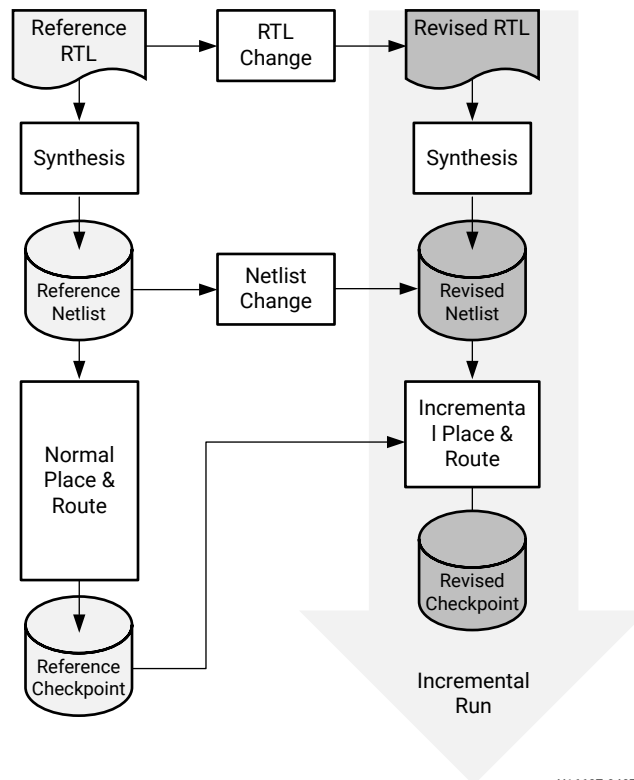 Reference
RTL
RTL
Change
Revised RTL
Synthesis
Synthesis
Reference
Netlist
Netlist
Change
Revised
Netlist
Normal
Place &
Route
Incrementa
l Place &
Route
Reference
Checkpoint
Revised
Checkpoint
Incremental
Run